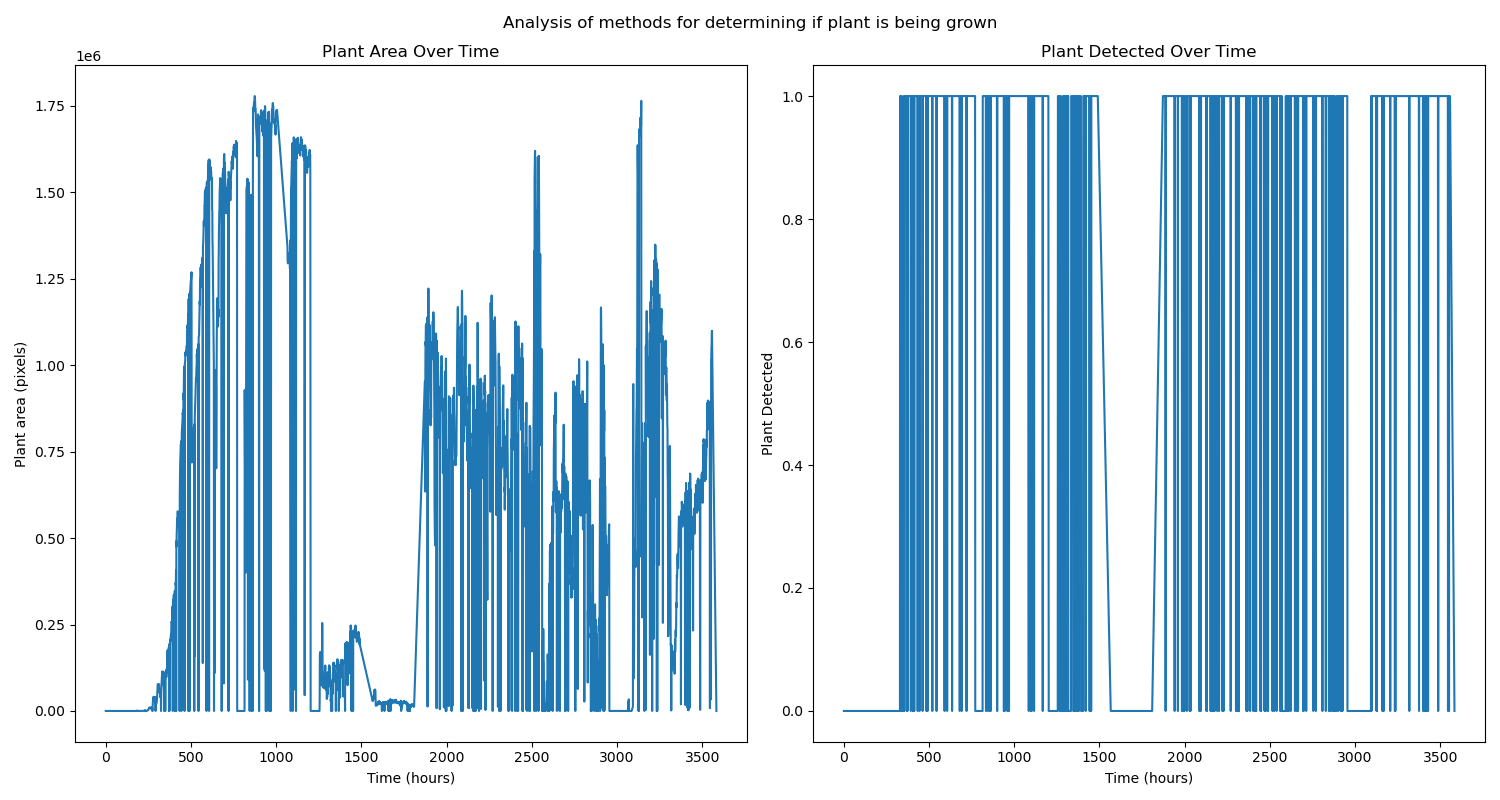 Analysis of methods for determining if plant is being grown
Plant Area Over Time
1e6
1.75
1.50
1.25
1.00
0.75
0.50
0.25
0.00
Plant area (pixels)
0 500 1000 1500 2000 2500 3000 3500
Time (hours)
Plant Detected Over Time
1.0
0.8
0.6
0.4
0.2
0.0
Plant Detected
0 500 1000 1500 2000 2500 3000 3500
Time (hours)